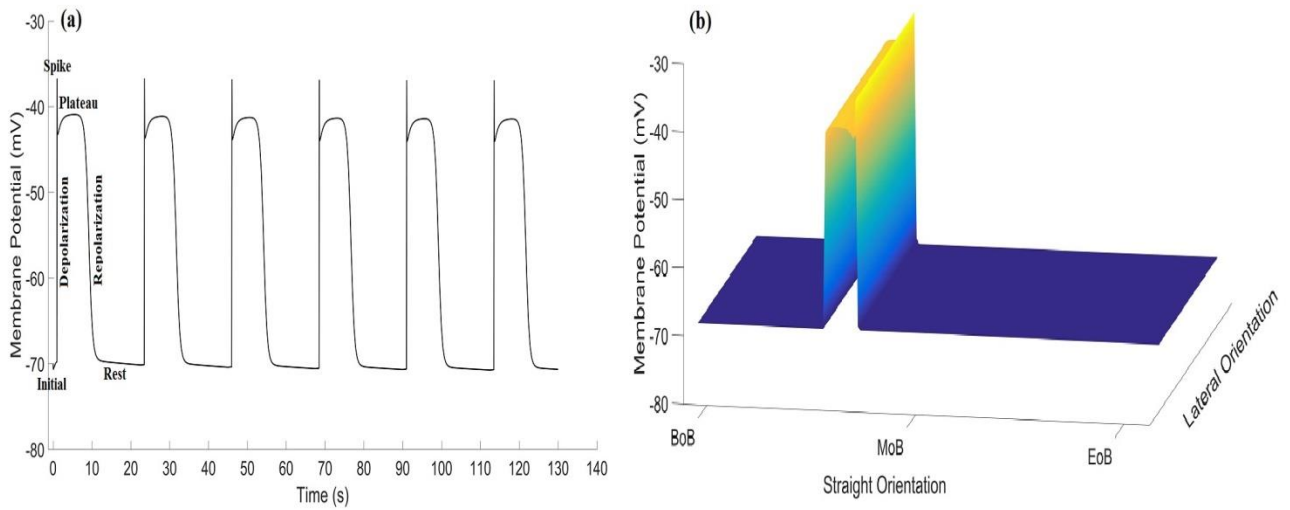 (a)
-30
-40
-50
-60
-70
-80
Membrane Potential (mV)
Spike
Plateau
Depolarization
Repolarization
Initial
Rest
0 10 20 30 40 50 60 70 80 90 100 110 120 130 140
Time (s)
(b)
-30
-40
-50
-60
-70
-80
Membrane Potential (mV)
BoB
MoB
EoB
Straight Orientation
Lateral Orientation